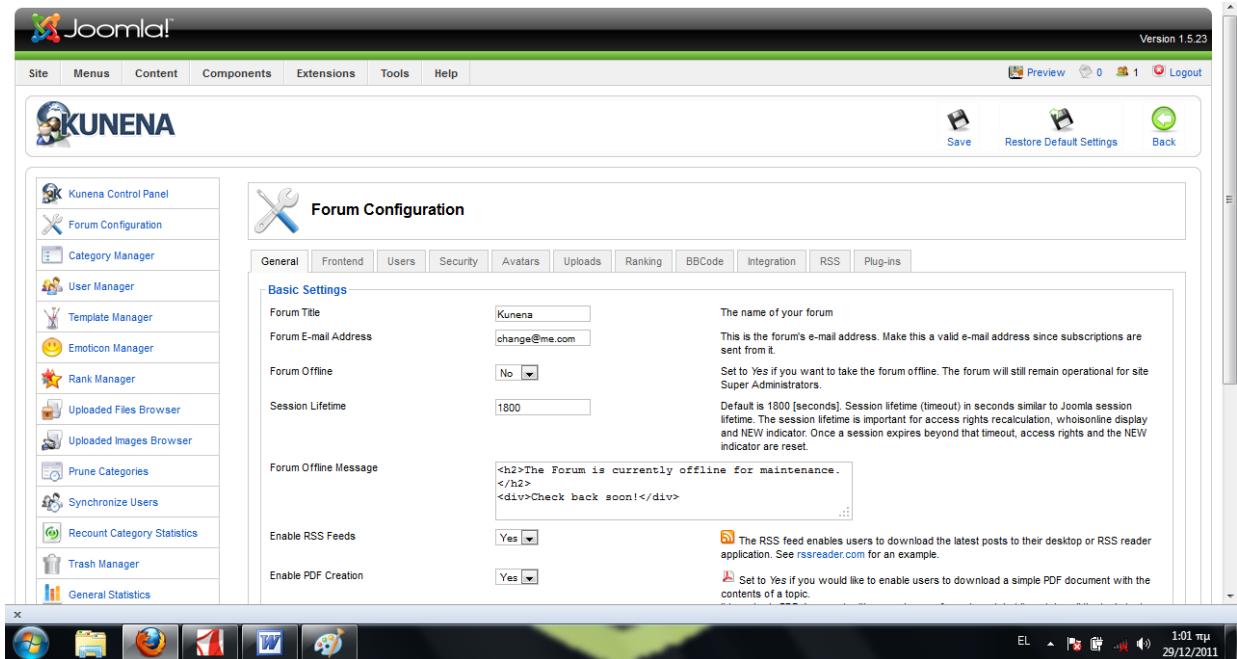 Joomla!
Version 1.5.23
Site Menus Content Components Extensions Tools Help Preview 0 1 Logout
KUNENA
Save Restore Default Settings Back
Kunena Control Panel
Forum Configuration
Category Manager
User Manager
Template Manager
Emoticon Manager
Rank Manager
Uploaded Files Browser
Uploaded Images Browser
Prune Categories
Synchronize Users
Recount Category Statistics
Trash Manager
General Statistics
Forum Configuration
General Frontend Users Security Avatars Uploads Ranking BBCode Integration RSS Plug-ins
Basic Settings
Forum Title Kunena The name of your forum
Forum E-mail Address change@me.com This is the forum's e-mail address. Make this a valid e-mail address since subscriptions are
sent from it.
Forum Offline No Set to Yes if you want to take the forum offline. The forum will still remain operational for site
Super Administrators.
Session Lifetime 1800 Default is 1800 [seconds]. Session lifetime (timeout) in seconds similar to Joomla session
lifetime. The session lifetime is important for access rights recalculation, whoisonline display
and NEW indicator. Once a session expires beyond that timeout, access rights and the NEW
indicator are reset.
Forum Offline Message <h2>The Forum is currently offline for maintenance.
</h2>
<div>Check back soon!</div>
Enable RSS Feeds Yes The RSS feed enables users to download the latest posts to their desktop or RSS reader
application. See rssreader.com for an example.
Enable PDF Creation Yes Set to Yes if you would like to enable users to download a simple PDF document with the
contents of a topic.
EL 1:01 πμ
29/12/2011